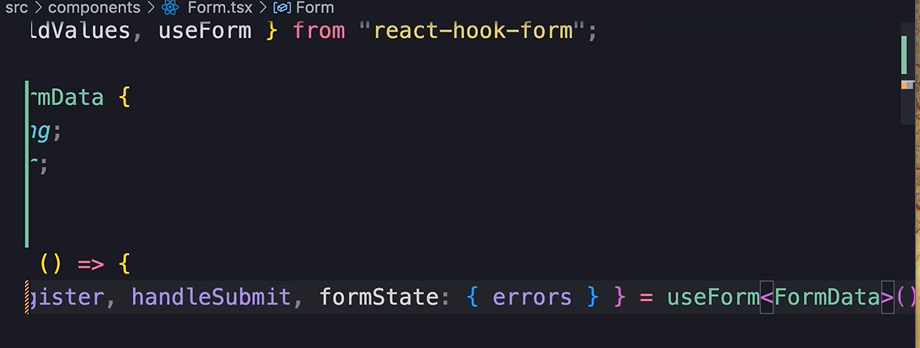 src > components > Form.tsx > Form
ldValues, useForm } from "react-hook-form";
rmData {
ng;
r;
() => {
gister, handleSubmit, formState: { errors } } = useForm<FormData>()